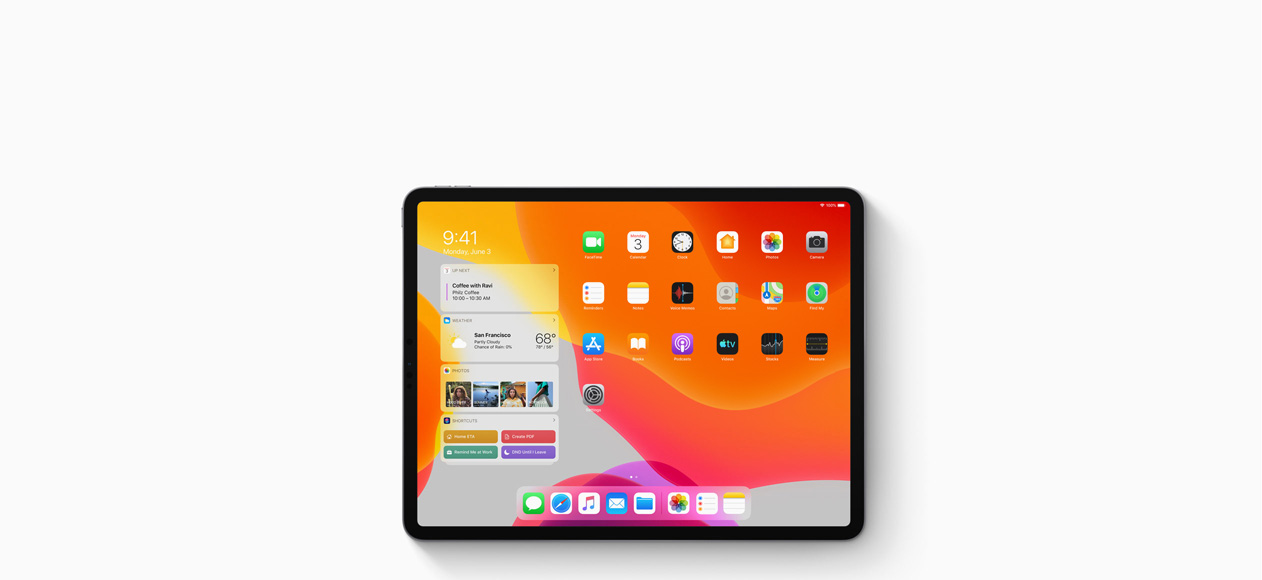 100%
9:41
Monday, June 3
UP NEXT
Coffee with Ravi
Philz Coffee
10:00 – 10:30 AM
WEATHER
San Francisco
Partly Cloudy
Chance of Rain: 0%
68°
78° / 56°
PHOTOS
SHORTCUTS
Home ETA
Create PDF
Remind Me at Work
DND Until I Leave
FaceTime
Monday
3
Calendar
Clock
Home
Photos
Camera
Reminders
Notes
Voice Memos
Contacts
Maps
Find My
App Store
Books
Podcasts
tv
Videos
Stocks
Measure
Settings